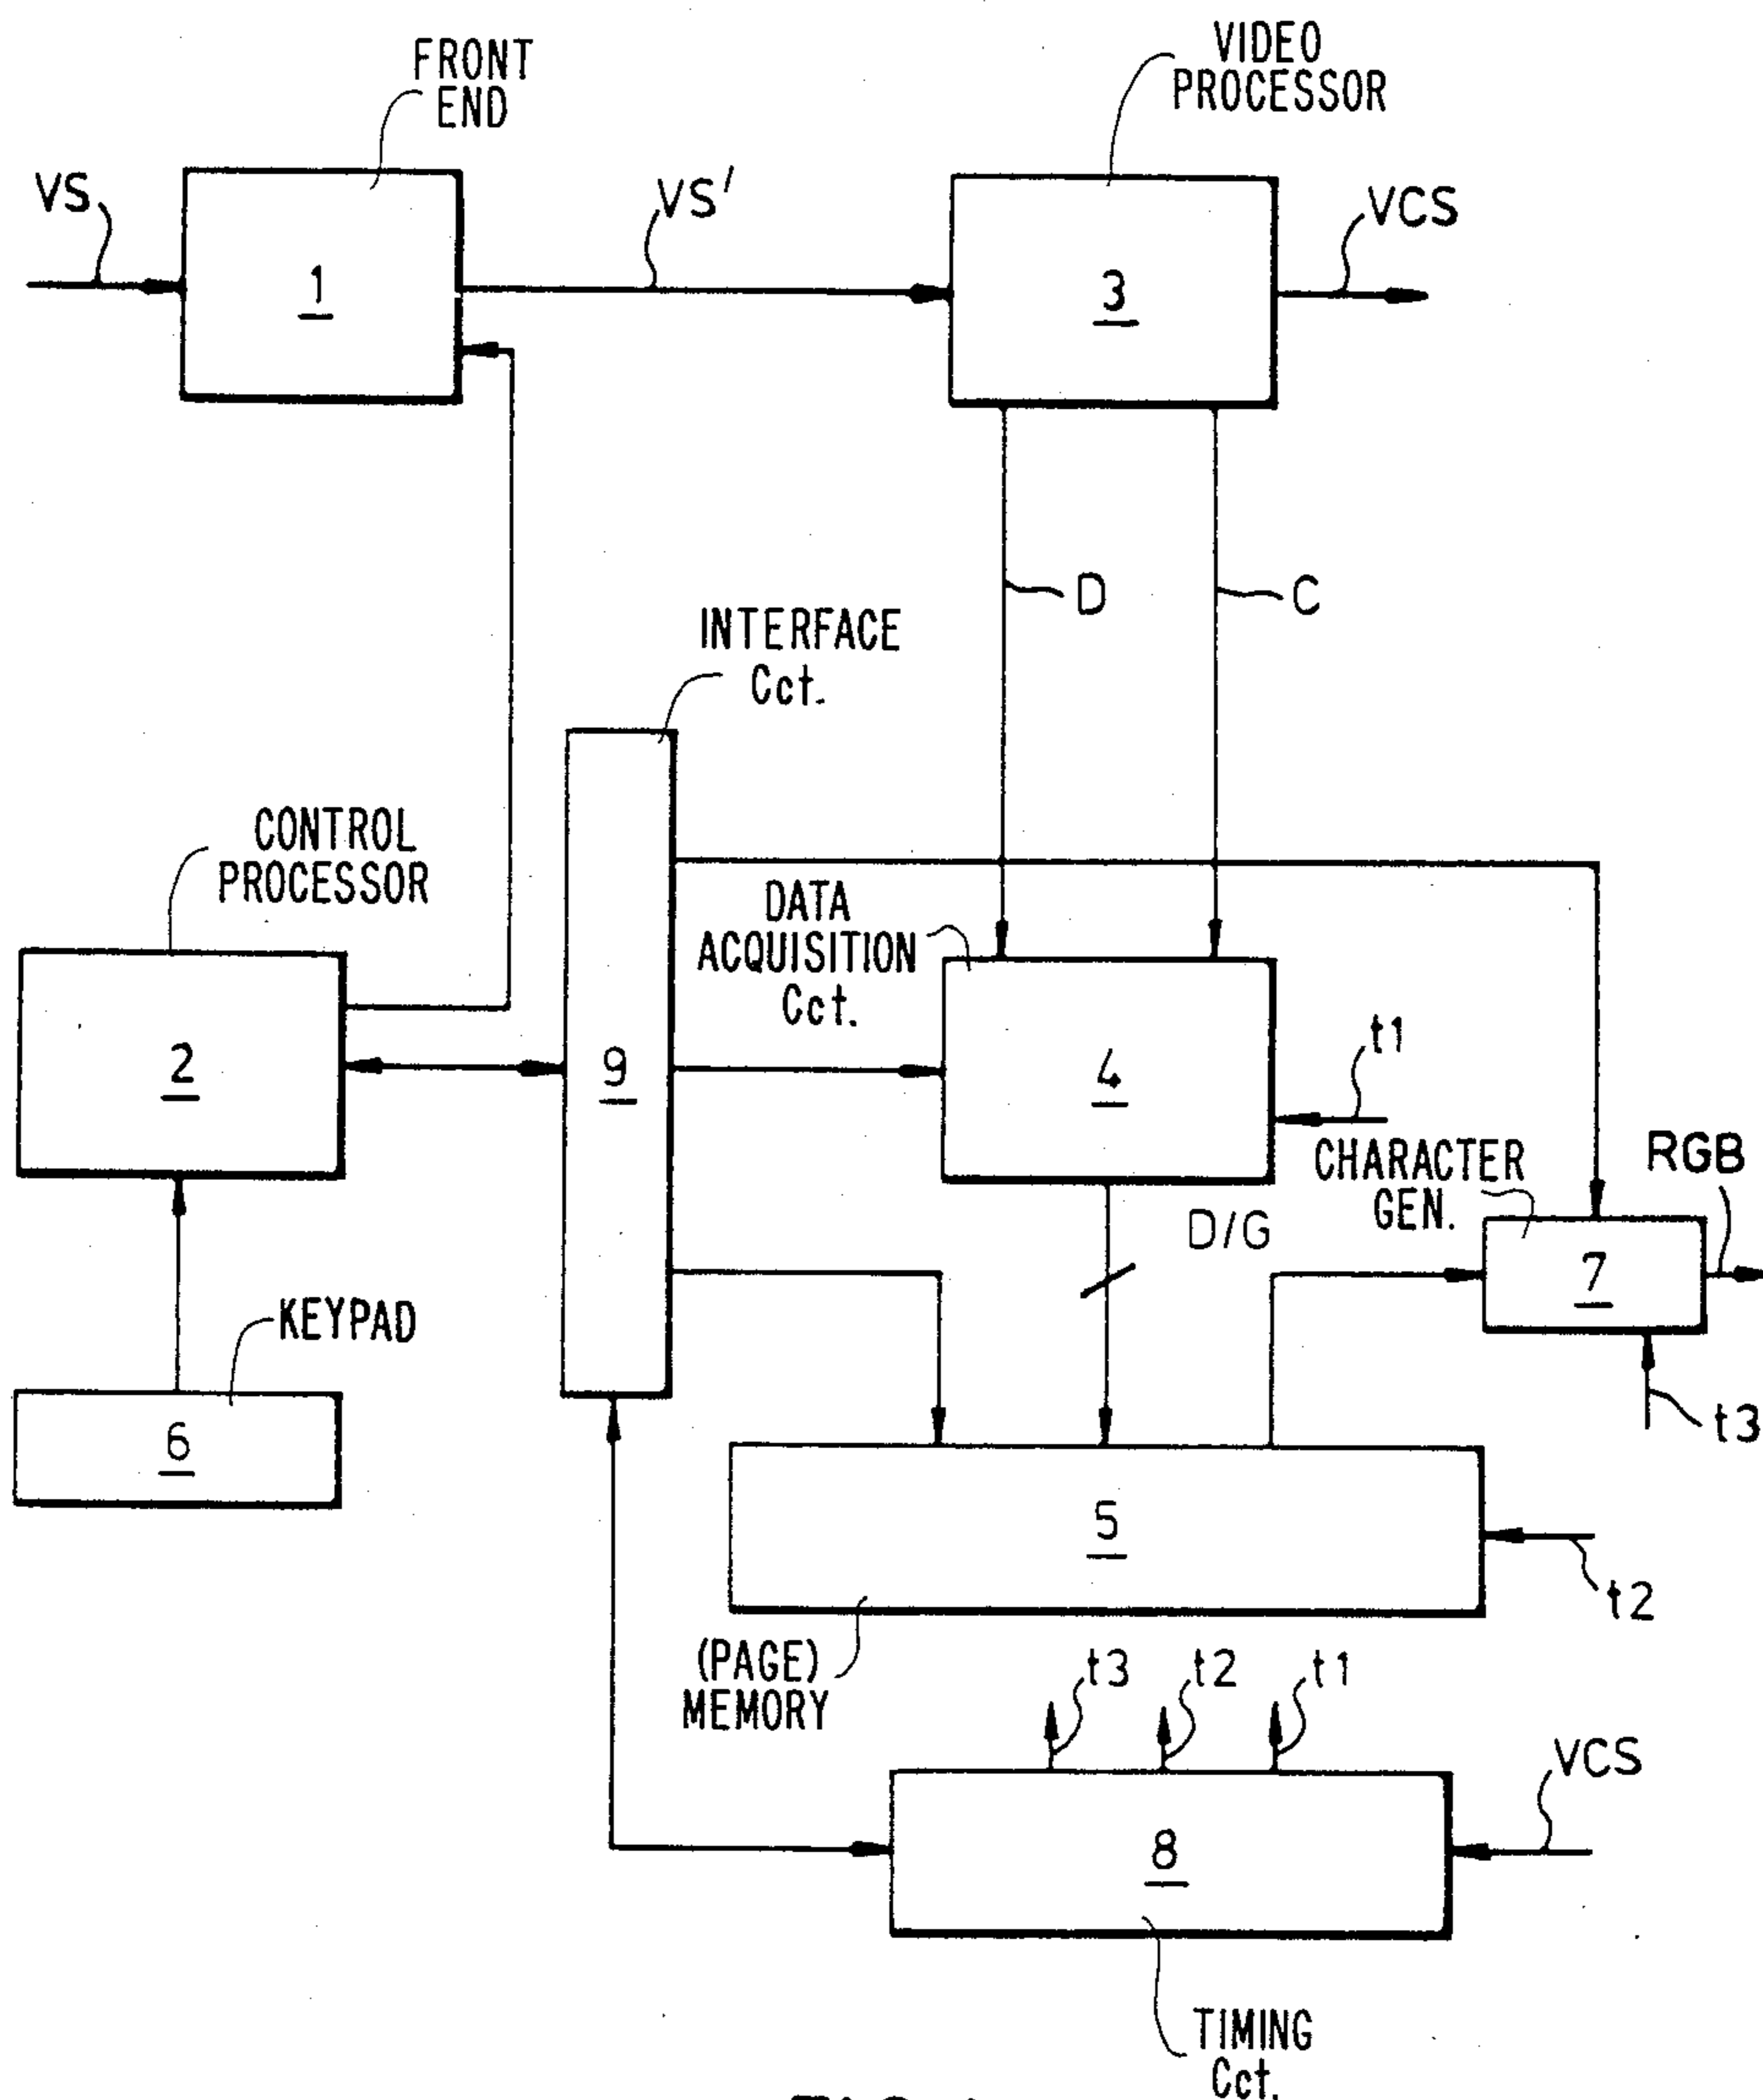 FRONT
END
VIDEO
PROCESSOR
VS
VS'
VCS
1
3
D
C
INTERFACE
Cct.
CONTROL
PROCESSOR
DATA
ACQUISITION
Cct.
2
9
4
t1
CHARACTER
GEN.
RGB
D/G
7
KEYPAD
6
t3
5
t2
(PAGE)
MEMORY
t3
t2
t1
VCS
8
TIMING
Cct.